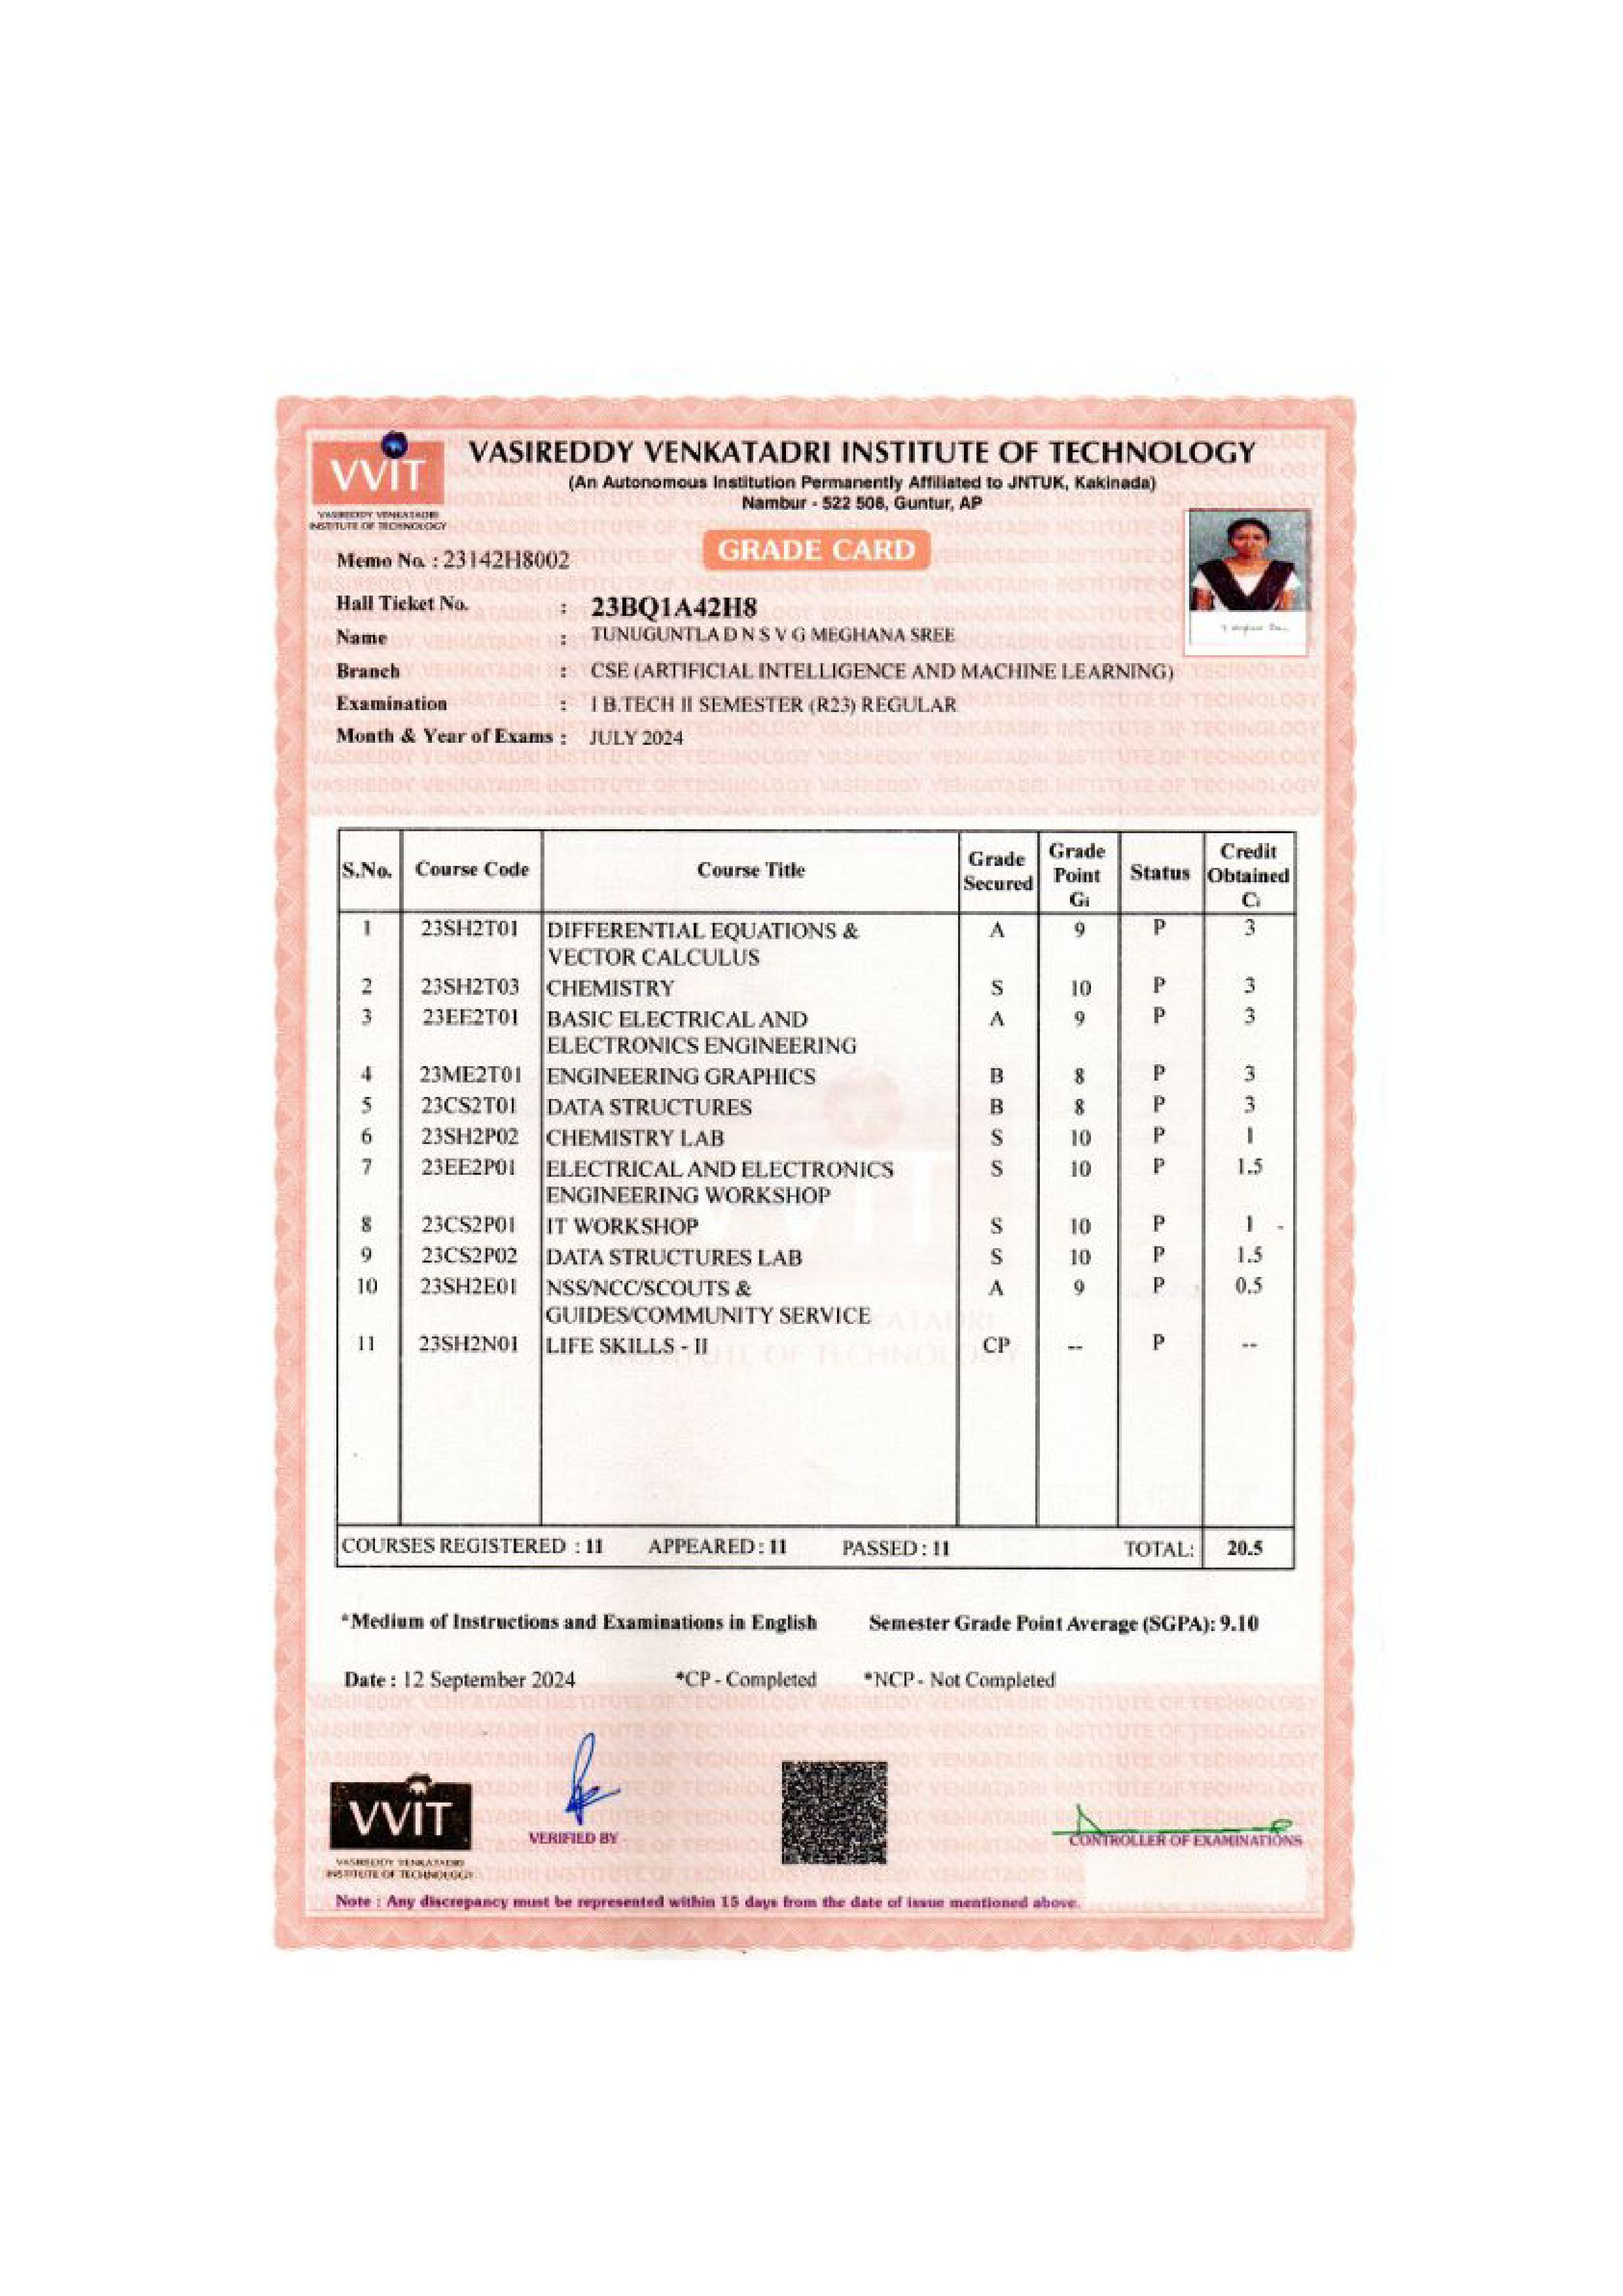 VVIT
VASIREDDY VENKATADRI
INSTITUTE OF TECHNOLOGY
VASIREDDY VENKATADRI INSTITUTE OF TECHNOLOGY
(An Autonomous Institution Permanently Affiliated to JNTUK, Kakinada)
Nambur - 522 508, Guntur, AP
GRADE CARD
Memo No. : 23142H8002
Hall Ticket No. : 23BQ1A42H8
Name : TUNUGUNTLA D N S V G MEGHANA SREE
Branch : CSE (ARTIFICIAL INTELLIGENCE AND MACHINE LEARNING)
Examination : I B.TECH II SEMESTER (R23) REGULAR
Month & Year of Exams : JULY 2024
S.No. Course Code Course Title Grade Secured Grade Point Gi Status Credit Obtained Ci
1 23SH2T01 DIFFERENTIAL EQUATIONS & A 9 P 3
VECTOR CALCULUS
2 23SH2T03 CHEMISTRY S 10 P 3
3 23EE2T01 BASIC ELECTRICAL AND A 9 P 3
ELECTRONICS ENGINEERING
4 23ME2T01 ENGINEERING GRAPHICS B 8 P 3
5 23CS2T01 DATA STRUCTURES B 8 P 3
6 23SH2P02 CHEMISTRY LAB S 10 P 1
7 23EE2P01 ELECTRICAL AND ELECTRONICS S 10 P 1.5
ENGINEERING WORKSHOP
8 23CS2P01 IT WORKSHOP S 10 P 1
9 23CS2P02 DATA STRUCTURES LAB S 10 P 1.5
10 23SH2E01 NSS/NCC/SCOUTS & A 9 P 0.5
GUIDES/COMMUNITY SERVICE
11 23SH2N01 LIFE SKILLS - II CP -- P --
COURSES REGISTERED : 11 APPEARED : 11 PASSED : 11 TOTAL: 20.5
*Medium of Instructions and Examinations in English Semester Grade Point Average (SGPA): 9.10
Date : 12 September 2024 *CP - Completed *NCP - Not Completed
VVIT
VASIREDDY VENKATADRI
INSTITUTE OF TECHNOLOGY
VERIFIED BY
CONTROLLER OF EXAMINATIONS
Note : Any discrepancy must be represented within 15 days from the date of issue mentioned above.